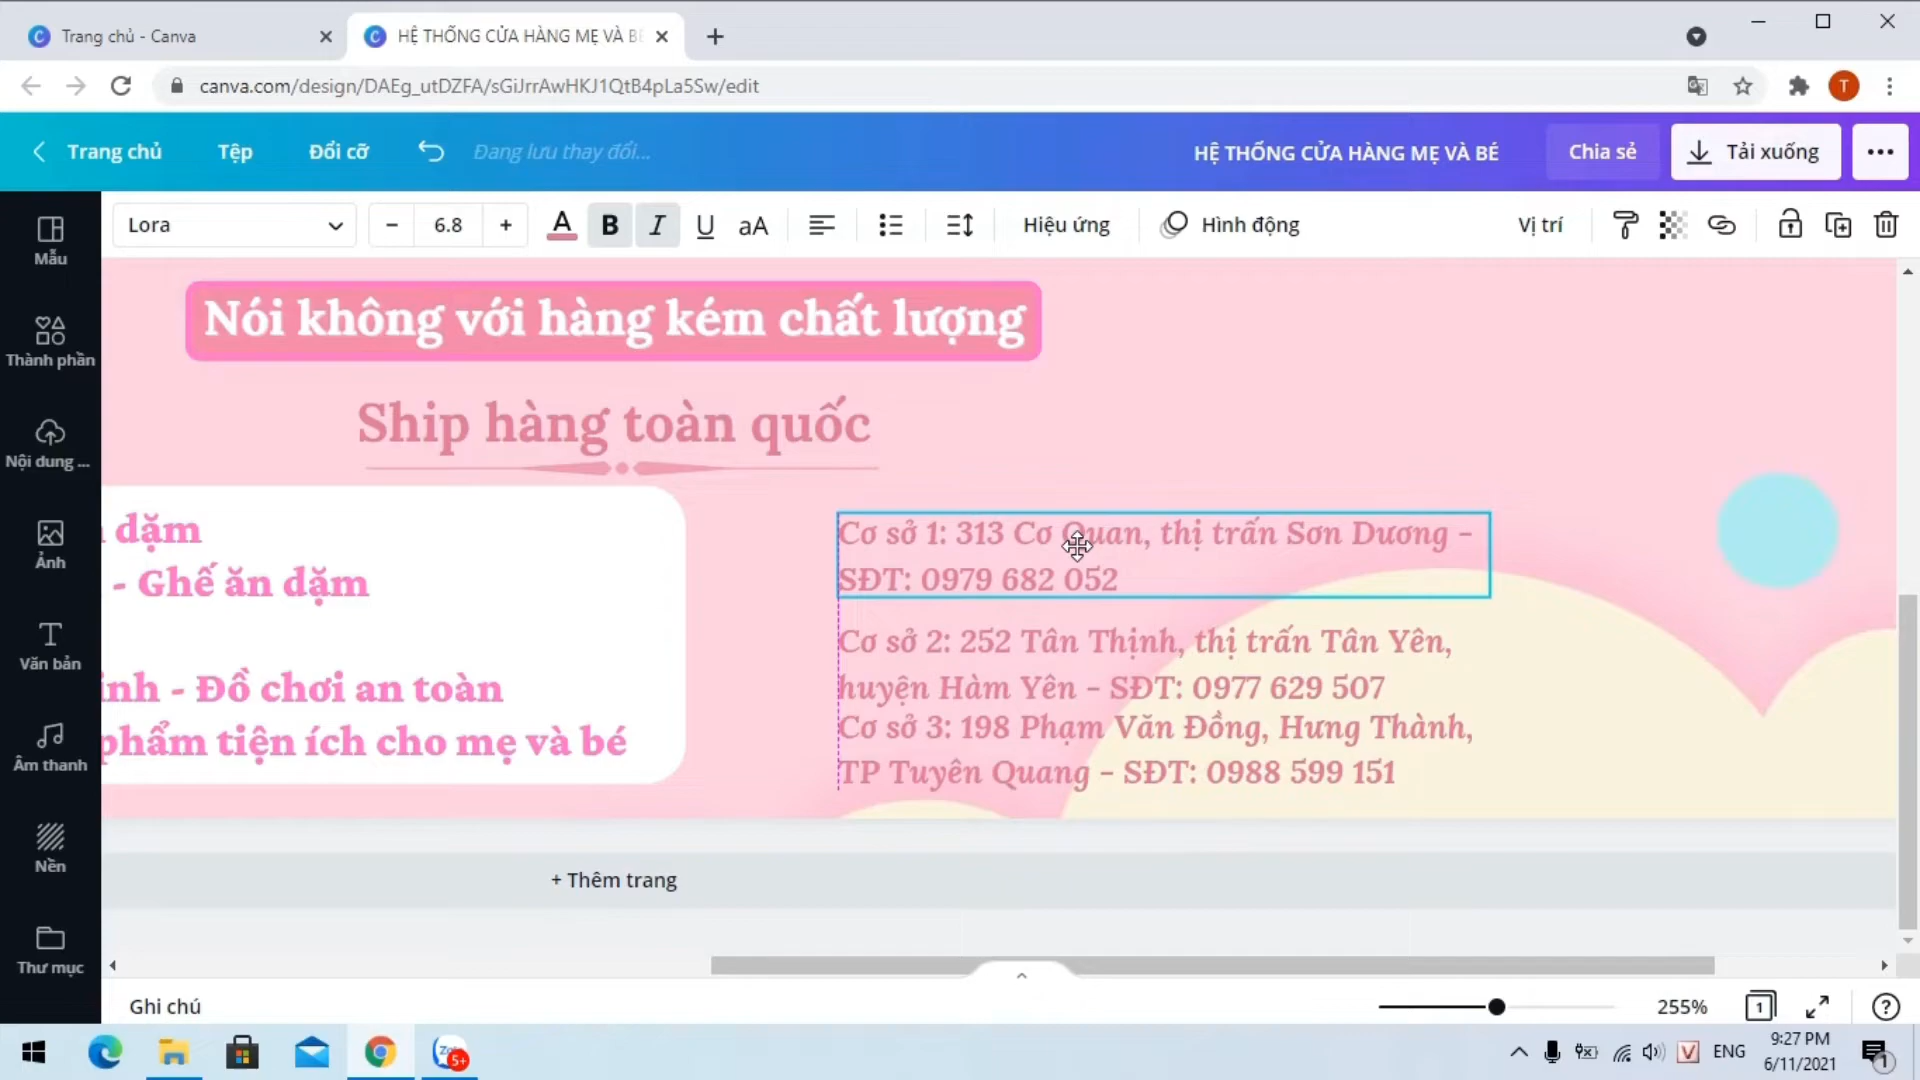 Trang chủ - Canva
HỆ THỐNG CỬA HÀNG MẸ VÀ BÉ
canva.com/design/DAEg_utDZFA/sGiJrrAwHKJ1QtB4pLa5Sw/edit
T
Trang chủ
Tệp
Đổi cỡ
Đang lưu thay đổi...
HỆ THỐNG CỬA HÀNG MẸ VÀ BÉ
Chia sẻ
Tải xuống
Lora
6.8
A
B
I
U
aA
Hiệu ứng
Hình động
Vị trí
Mẫu
Thành phần
Nội dung ...
Ảnh
Văn bản
Âm thanh
Nền
Thư mục
Nói không với hàng kém chất lượng
Ship hàng toàn quốc
dặm
- Ghế ăn dặm
inh - Đồ chơi an toàn
phẩm tiện ích cho mẹ và bé
Cơ sở 1: 313 Cơ Quan, thị trấn Sơn Dương -
SĐT: 0979 682 052
Cơ sở 2: 252 Tân Thịnh, thị trấn Tân Yên,
huyện Hàm Yên - SĐT: 0977 629 507
Cơ sở 3: 198 Phạm Văn Đồng, Hưng Thành,
TP Tuyên Quang - SĐT: 0988 599 151
+ Thêm trang
Ghi chú
255%
1
5+
ENG
9:27 PM
6/11/2021
1